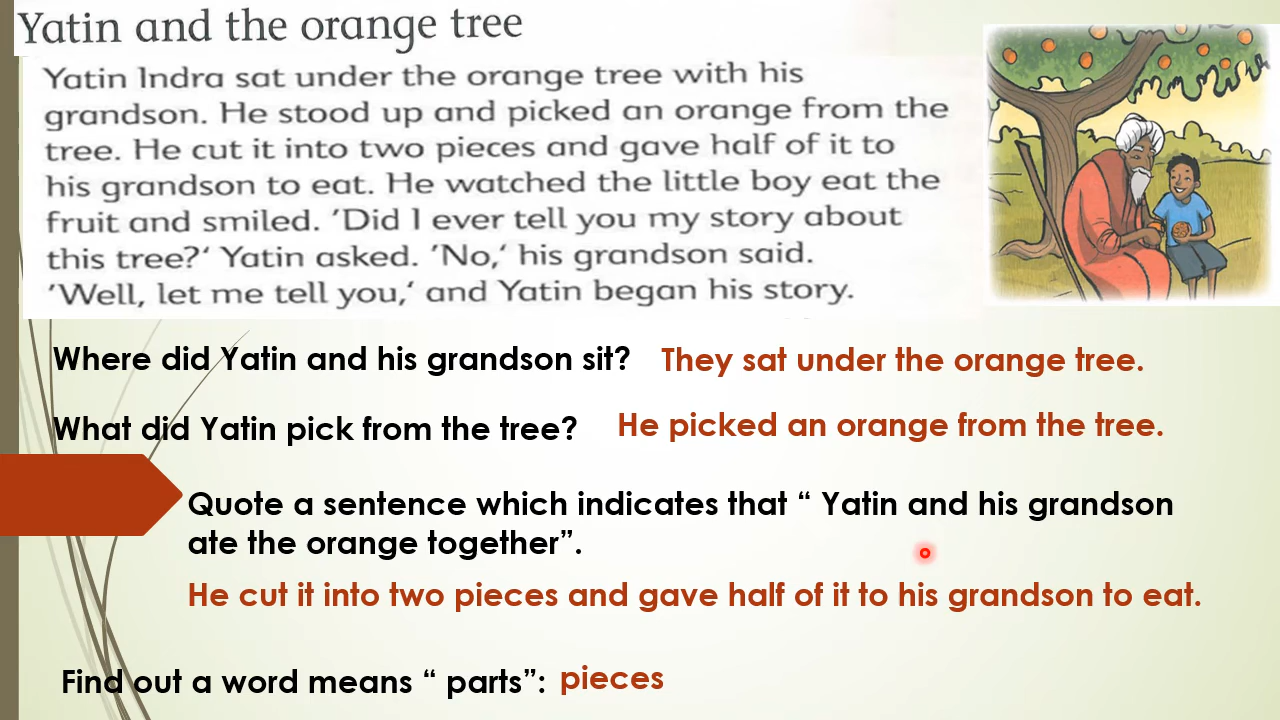 Yatin and the orange tree
Yatin Indra sat under the orange tree with his
grandson. He stood up and picked an orange from the
tree. He cut it into two pieces and gave half of it to
his grandson to eat. He watched the little boy eat the
fruit and smiled. ‘Did I ever tell you my story about
this tree?‘ Yatin asked. ‘No,‘ his grandson said.
‘Well, let me tell you,‘ and Yatin began his story.
Where did Yatin and his grandson sit? They sat under the orange tree.
What did Yatin pick from the tree? He picked an orange from the tree.
Quote a sentence which indicates that “ Yatin and his grandson
ate the orange together”.
He cut it into two pieces and gave half of it to his grandson to eat.
Find out a word means “ parts”: pieces